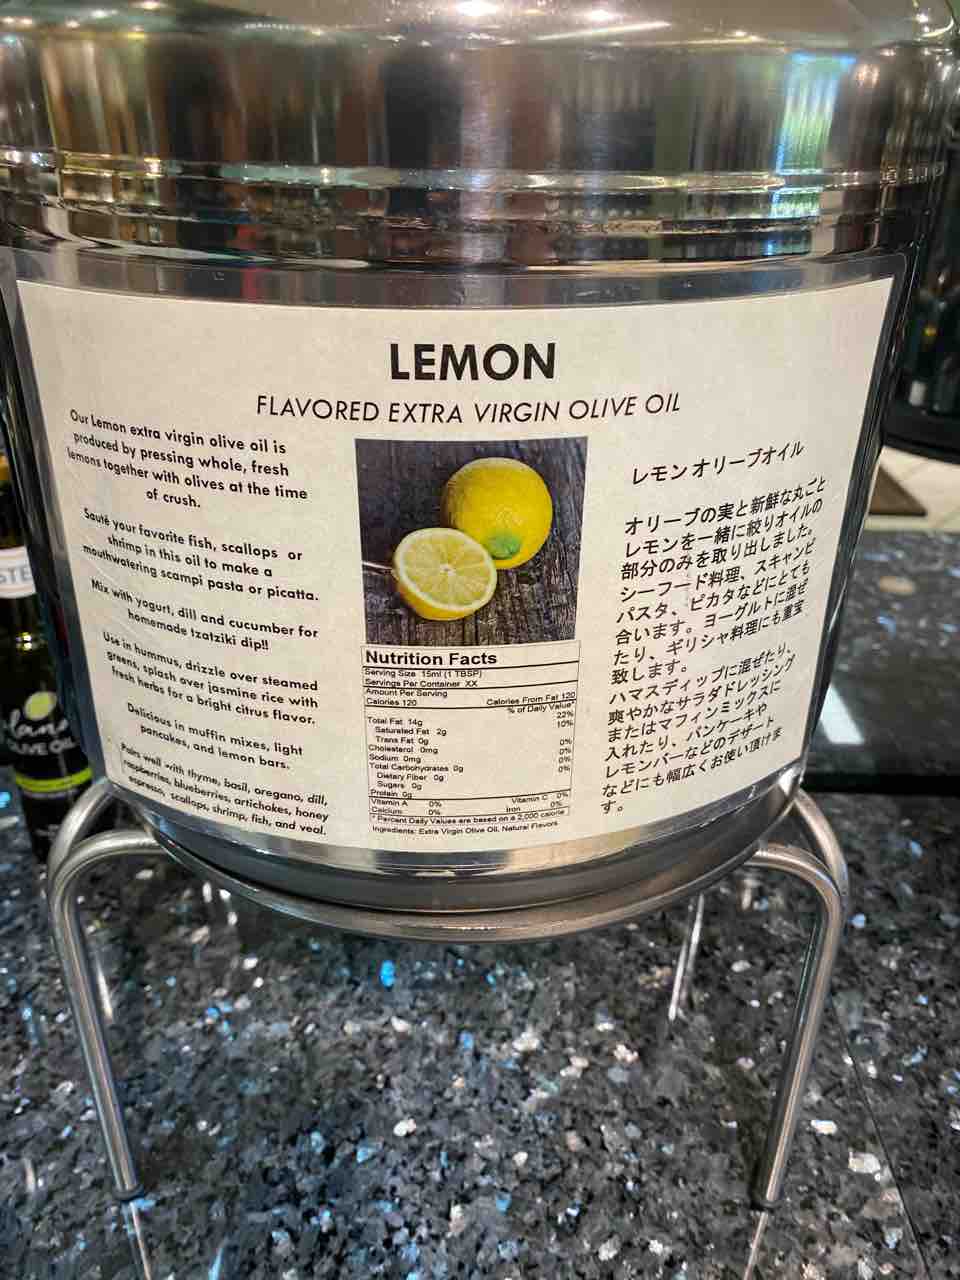 LEMON
FLAVORED EXTRA VIRGIN OLIVE OIL
Our Lemon extra virgin olive oil is
produced by pressing whole, fresh
lemons together with olives at the time
of crush.
Sauté your favorite fish, scallops or
shrimp in this oil to make a
mouthwatering scampi pasta or picatta.
Mix with yogurt, dill and cucumber for
homemade tzatziki dip!!
Use in hummus, drizzle over steamed
greens, splash over jasmine rice with
fresh herbs for a bright citrus flavor.
Delicious in muffin mixes, light
pancakes, and lemon bars.
Pairs well with thyme, basil, oregano, dill,
raspberries, blueberries, artichokes, honey
espresso, scallops, shrimp, fish, and veal.
Nutrition Facts
Serving Size 15ml (1 TBSP)
Servings Per Container XX
Amount Per Serving
Calories 120 Calories From Fat 120
% of Daily Value*
Total Fat 14g 22%
Saturated Fat 2g 10%
Trans Fat 0g
Cholesterol 0mg 0%
Sodium 0mg 0%
Total Carbohydrates 0g 0%
Dietary Fiber 0g 0%
Sugars 0g
Protein 0g
Vitamin A 0% Vitamin C 0%
Calcium 0% Iron 0%
* Percent Daily Values are based on a 2,000 calorie
Ingredients: Extra Virgin Olive Oil, Natural Flavors
レモンオリーブオイル
オリーブの実と新鮮な丸ごと
レモンを一緒に絞りオイルの
部分のみを取り出しました。
シーフード料理、スキャンピ
パスタ、ピカタなどにとても
合います。ヨーグルトに混ぜ
たり、ギリシャ料理にも重宝
致します。
ハマスディップに混ぜたり、
爽やかなサラダドレッシング
またはマフィンミックスに
入れたり、パンケーキや
レモンバーなどのデザート
などにも幅広くお使い頂けま
す。
OLIVE OIL